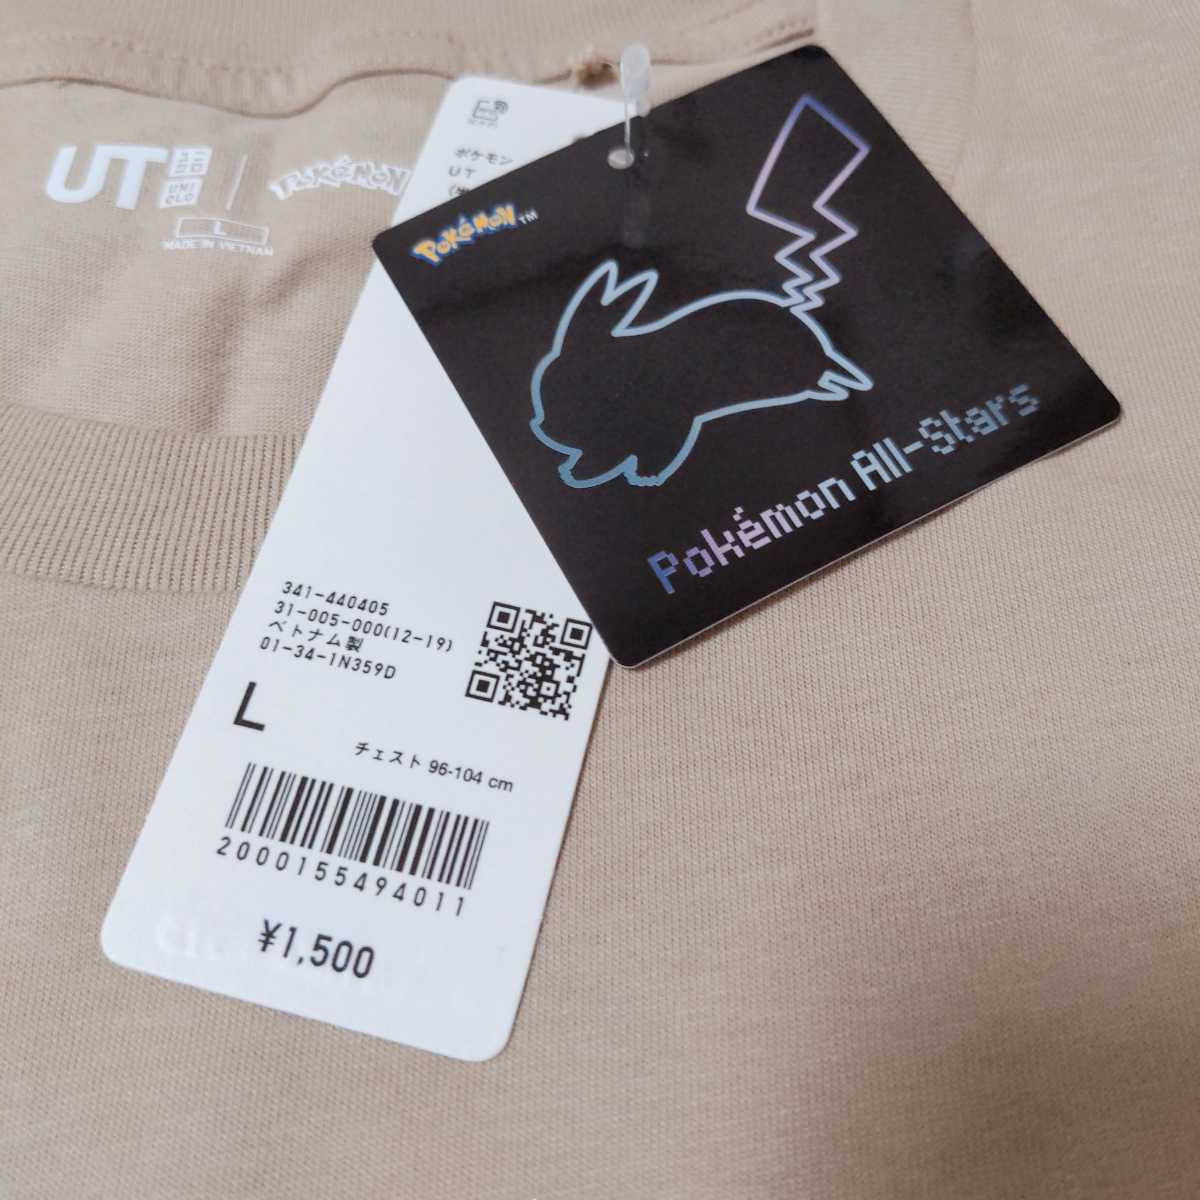 UT
UNI
QLO
POKÉMON
L
MADE IN VIETNAM
ポケモン
UT
POKÉMON™
Pokémon All-Stars
341-440405
31-005-000(12-19)
ベトナム製
01-34-1N359D
L
チェスト 96-104 cm
2000155494011
¥1,500